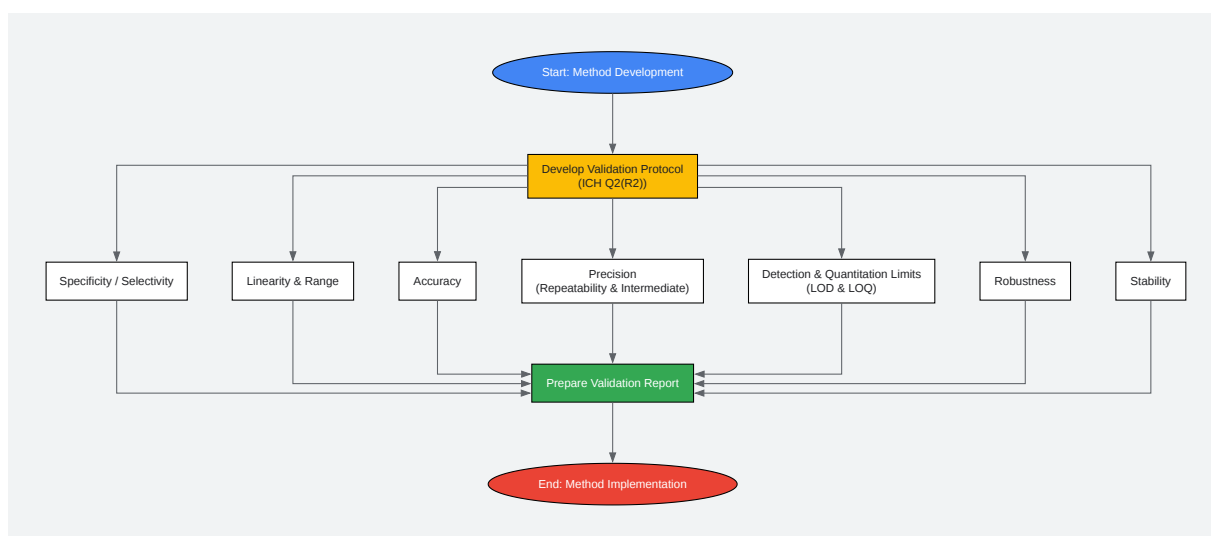 Start: Method Development
Develop Validation Protocol
(ICH Q2(R2))
Specificity / Selectivity
Linearity & Range
Accuracy
Precision
(Repeatability & Intermediate)
Detection & Quantitation Limits
(LOD & LOQ)
Robustness
Stability
Prepare Validation Report
End: Method Implementation